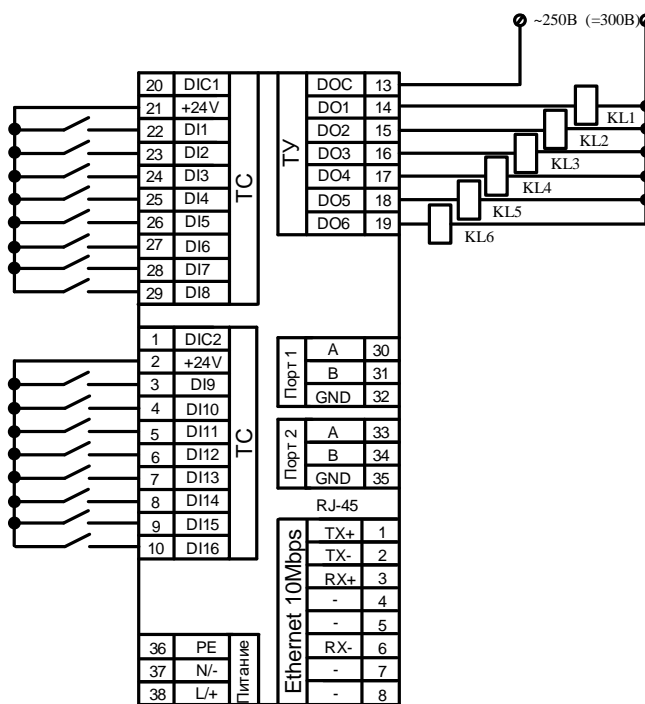 ~250В (=300В)
20 DIC1
21 +24V
22 DI1
23 DI2
24 DI3
25 DI4
26 DI5
27 DI6
28 DI7
29 DI8
ТС
ТУ
DOC 13
DO1 14
DO2 15
DO3 16
DO4 17
DO5 18
DO6 19
KL1
KL2
KL3
KL4
KL5
KL6
1 DIC2
2 +24V
3 DI9
4 DI10
5 DI11
6 DI12
7 DI13
8 DI14
9 DI15
10 DI16
ТС
Порт 1
A 30
B 31
GND 32
Порт 2
A 33
B 34
GND 35
RJ-45
Ethernet 10Mbps
TX+ 1
TX- 2
RX+ 3
- 4
- 5
RX- 6
- 7
- 8
36 PE
37 N/-
38 L/+
Питание